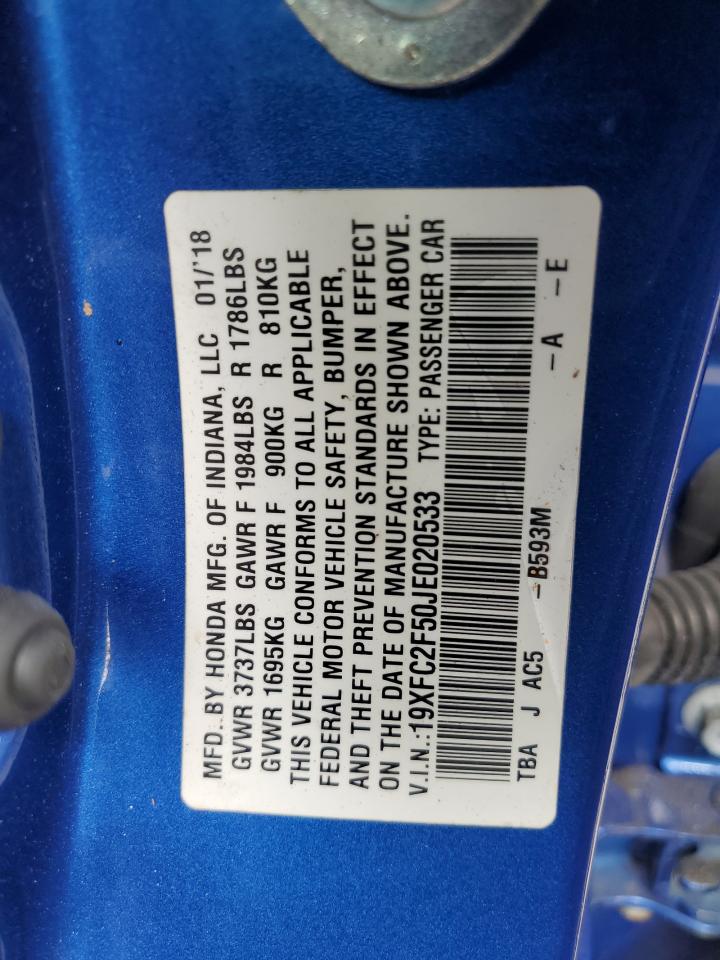 MFD. BY HONDA MFG. OF INDIANA, LLC 01/'18
GVWR 3737LBS GAWR F 1984LBS R 1786LBS
GVWR 1695KG GAWR F 900KG R 810KG
THIS VEHICLE CONFORMS TO ALL APPLICABLE
FEDERAL MOTOR VEHICLE SAFETY, BUMPER,
AND THEFT PREVENTION STANDARDS IN EFFECT
ON THE DATE OF MANUFACTURE SHOWN ABOVE.
V.I.N.:19XFC2F50JE020533 TYPE: PASSENGER CAR
TBA J AC5 -B593M -A -E